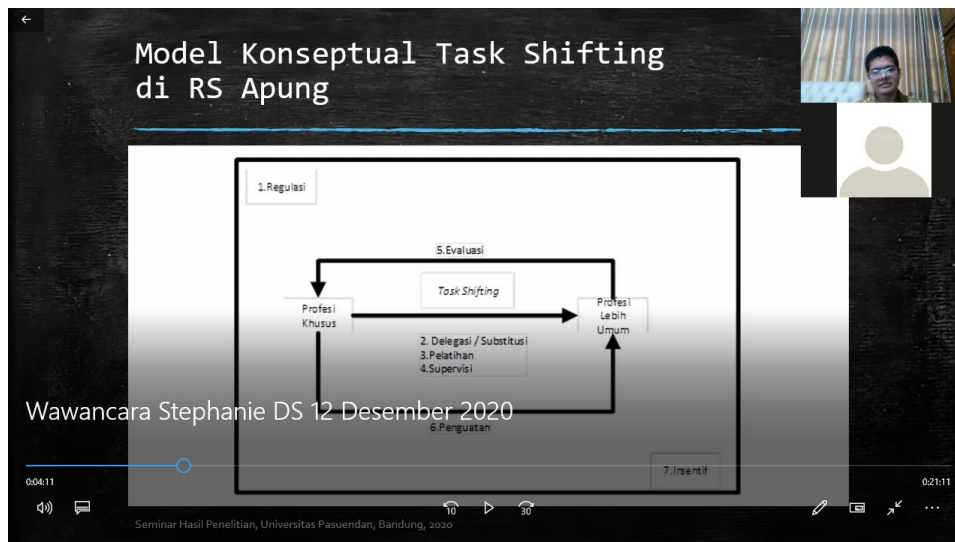 Model Konseptual Task Shifting
di RS Apung
1.Regulasi
5.Evaluasi
Task Shifting
Profesi
Khusus
Profesi
Lebih
Umum
2. Delegasi / Substitusi
3.Pelatihan
4.Supervisi
Wawancara Stephanie DS 12 Desember 2020
6.Penguatan
7.Insentif
0:04:11
0:21:11
10
30
Seminar Hasil Penelitian, Universitas Pasuendan, Bandung, 2020